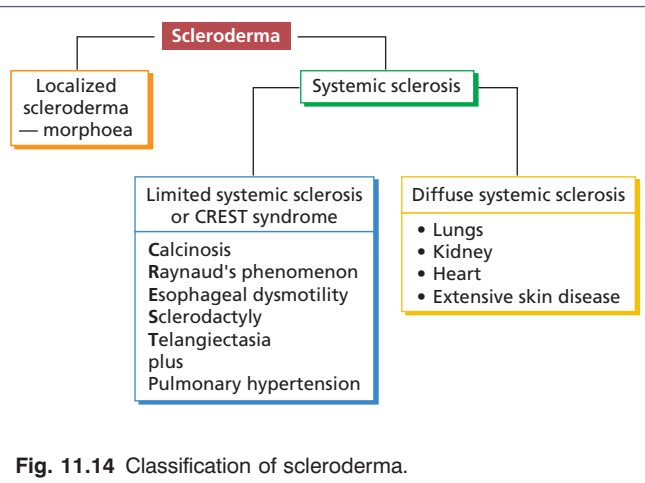 Scleroderma
Localized
scleroderma
— morphoea
Systemic sclerosis
Limited systemic sclerosis
or CREST syndrome
Calcinosis
Raynaud's phenomenon
Esophageal dysmotility
Sclerodactyly
Telangiectasia
plus
Pulmonary hypertension
Diffuse systemic sclerosis
• Lungs
• Kidney
• Heart
• Extensive skin disease
Fig. 11.14 Classification of scleroderma.